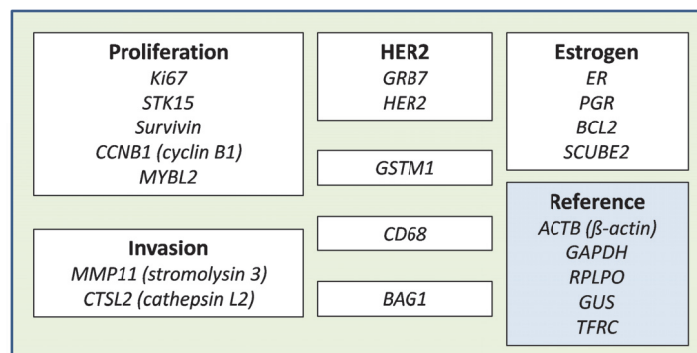 Proliferation
Ki67
STK15
Survivin
CCNB1 (cyclin B1)
MYBL2
Invasion
MMP11 (stromolysin 3)
CTSL2 (cathepsin L2)
HER2
GRB7
HER2
GSTM1
CD68
BAG1
Estrogen
ER
PGR
BCL2
SCUBE2
Reference
ACTB (β-actin)
GAPDH
RPLPO
GUS
TFRC